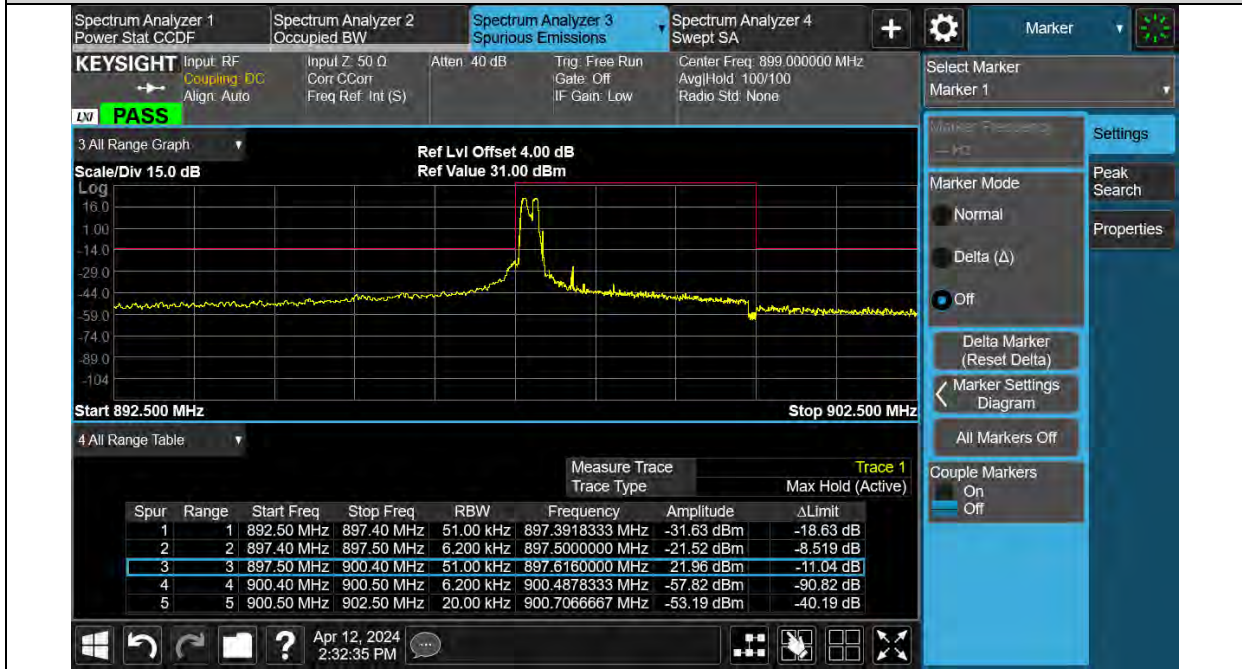 Spectrum Analyzer 1
Power Stat CCDF
Spectrum Analyzer 2
Occupied BW
Spectrum Analyzer 3
Spurious Emissions
Spectrum Analyzer 4
Swept SA
+
Marker
KEYSIGHT
Input: RF
Coupling: DC
Align: Auto
Input Z: 50 Ω
Corr CCorr
Freq Ref: Int (S)
Atten: 40 dB
Trig: Free Run
Gate: Off
IF Gain: Low
Center Freq: 899.000000 MHz
Avg|Hold: 100/100
Radio Std: None
LXI PASS
Select Marker
Marker 1
3 All Range Graph
Ref Lvl Offset 4.00 dB
Scale/Div 15.0 dB
Ref Value 31.00 dBm
Log
16.0
1.00
-14.0
-29.0
-44.0
-59.0
-74.0
-89.0
-104
Start 892.500 MHz
Stop 902.500 MHz
4 All Range Table
Measure Trace Trace 1
Trace Type Max Hold (Active)
Spur Range Start Freq Stop Freq RBW Frequency Amplitude ΔLimit
1 1 892.50 MHz 897.40 MHz 51.00 kHz 897.3918333 MHz -31.63 dBm -18.63 dB
2 2 897.40 MHz 897.50 MHz 6.200 kHz 897.5000000 MHz -21.52 dBm -8.519 dB
3 3 897.50 MHz 900.40 MHz 51.00 kHz 897.6160000 MHz 21.96 dBm -11.04 dB
4 4 900.40 MHz 900.50 MHz 6.200 kHz 900.4878333 MHz -57.82 dBm -90.82 dB
5 5 900.50 MHz 902.50 MHz 20.00 kHz 900.7066667 MHz -53.19 dBm -40.19 dB
Marker Frequency
--- Hz
Marker Mode
Normal
Delta (Δ)
Off
Delta Marker
(Reset Delta)
Marker Settings
Diagram
All Markers Off
Couple Markers
On
Off
Settings
Peak
Search
Properties
?
Apr 12, 2024
2:32:35 PM